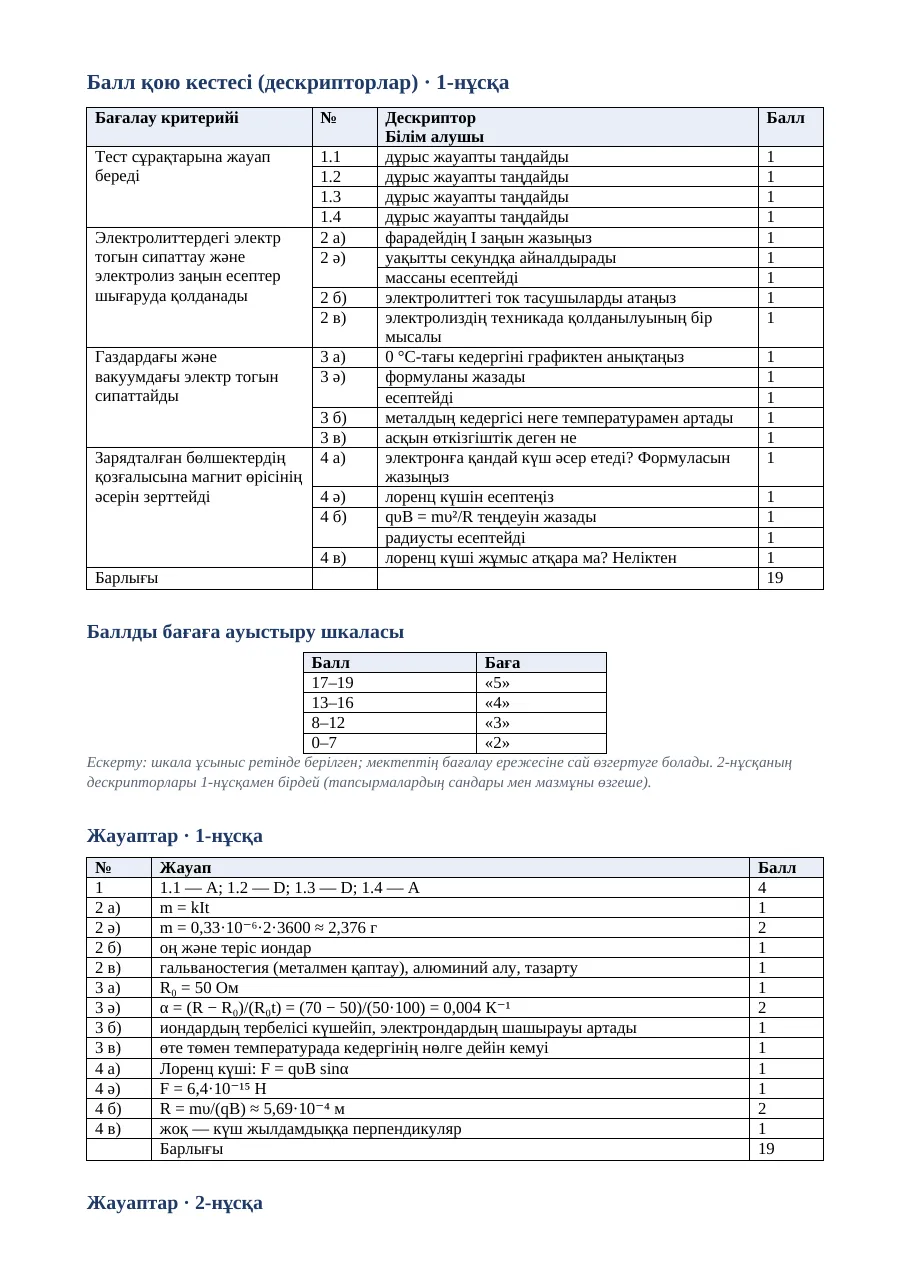 Балл қою кестесі (дескрипторлар) · 1-нұсқа
Бағалау критерийі № Дескриптор Балл
Білім алушы
Тест сұрақтарына жауап 1.1 дұрыс жауапты таңдайды 1
береді 1.2 дұрыс жауапты таңдайды 1
1.3 дұрыс жауапты таңдайды 1
1.4 дұрыс жауапты таңдайды 1
Электролиттердегі электр 2 а) фарадейдің I заңын жазыңыз 1
тогын сипаттау және 2 ә) уақытты секундқа айналдырады 1
электролиз заңын есептер массаны есептейді 1
шығаруда қолданады 2 б) электролиттегі ток тасушыларды атаңыз 1
2 в) электролиздің техникада қолданылуының бір 1
мысалы
Газдардағы және 3 а) 0 °С-тағы кедергіні графиктен анықтаңыз 1
вакуумдағы электр тогын 3 ә) формуланы жазады 1
сипаттайды есептейді 1
3 б) металдың кедергісі неге температурамен артады 1
3 в) асқын өткізгіштік деген не 1
Зарядталған бөлшектердің 4 а) электронға қандай күш әсер етеді? Формуласын 1
қозғалысына магнит өрісінің жазыңыз
әсерін зерттейді 4 ә) лоренц күшін есептеңіз 1
4 б) qυB = mυ²/R теңдеуін жазады 1
радиусты есептейді 1
4 в) лоренц күші жұмыс атқара ма? Неліктен 1
Барлығы 19
Баллды бағаға ауыстыру шкаласы
Балл Баға
17–19 «5»
13–16 «4»
8–12 «3»
0–7 «2»
Ескерту: шкала ұсыныс ретінде берілген; мектептің бағалау ережесіне сай өзгертуге болады. 2-нұсқаның
дескрипторлары 1-нұсқамен бірдей (тапсырмалардың сандары мен мазмұны өзгеше).
Жауаптар · 1-нұсқа
№ Жауап Балл
1 1.1 — A; 1.2 — D; 1.3 — D; 1.4 — A 4
2 а) m = kIt 1
2 ә) m = 0,33·10⁻⁶·2·3600 ≈ 2,376 г 2
2 б) оң және теріс иондар 1
2 в) гальваностегия (металмен қаптау), алюминий алу, тазарту 1
3 а) R₀ = 50 Ом 1
3 ә) α = (R − R₀)/(R₀t) = (70 − 50)/(50·100) = 0,004 K⁻¹ 2
3 б) иондардың тербелісі күшейіп, электрондардың шашырауы артады 1
3 в) өте төмен температурада кедергінің нөлге дейін кемуі 1
4 а) Лоренц күші: F = qυB sinα 1
4 ә) F = 6,4·10⁻¹⁵ Н 1
4 б) R = mυ/(qB) ≈ 5,69·10⁻⁴ м 2
4 в) жоқ — күш жылдамдыққа перпендикуляр 1
Барлығы 19
Жауаптар · 2-нұсқа